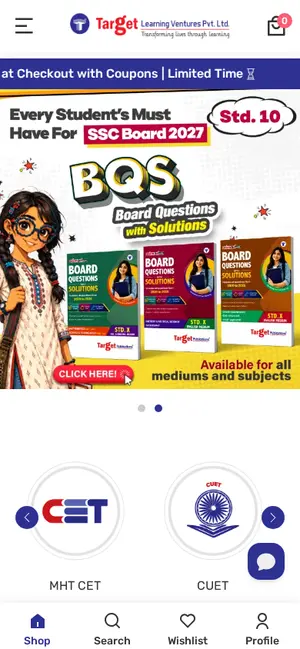 Target Learning Ventures Pvt. Ltd.
Transforming lives through learning
0
at Checkout with Coupons | Limited Time
Every Student's Must
Have For SSC Board 2027
Std. 10
BQS
Board Questions
with Solutions
BOARD
QUESTIONS
with
SOLUTIONS
STD. X
Target
BOARD
QUESTIONS
with
SOLUTIONS
STD. X
Target
BOARD
QUESTIONS
with
SOLUTIONS
STD. X
Target
CLICK HERE!
Available for all
mediums and subjects
CET
CUET
MHT CET
CUET
Shop
Search
Wishlist
Profile